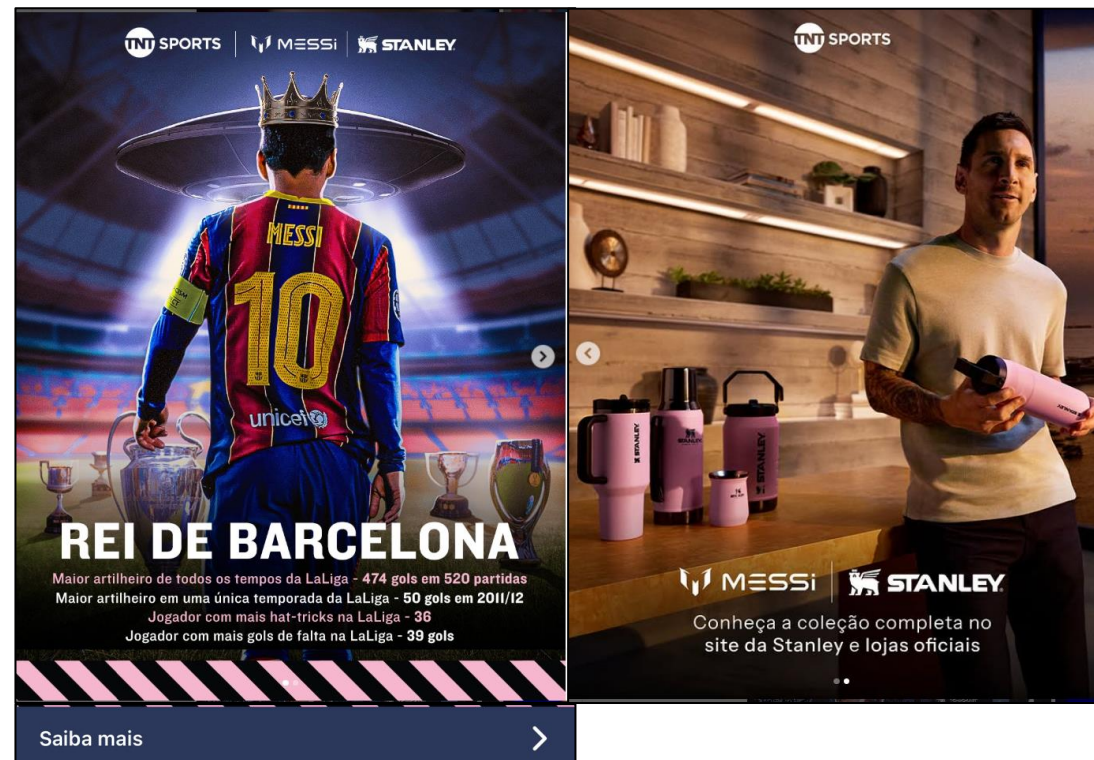 TNT SPORTS | MESSI | STANLEY
MESSI
10
unicef
REI DE BARCELONA
Maior artilheiro de todos os tempos da LaLiga - 474 gols em 520 partidas
Maior artilheiro em uma única temporada da LaLiga - 50 gols em 2011/12
Jogador com mais hat-tricks na LaLiga - 36
Jogador com mais gols de falta na LaLiga - 39 gols
Saiba mais
TNT SPORTS
STANLEY
STANLEY
STANLEY
STANLEY
MESSI | STANLEY
Conheça a coleção completa no
site da Stanley e lojas oficiais